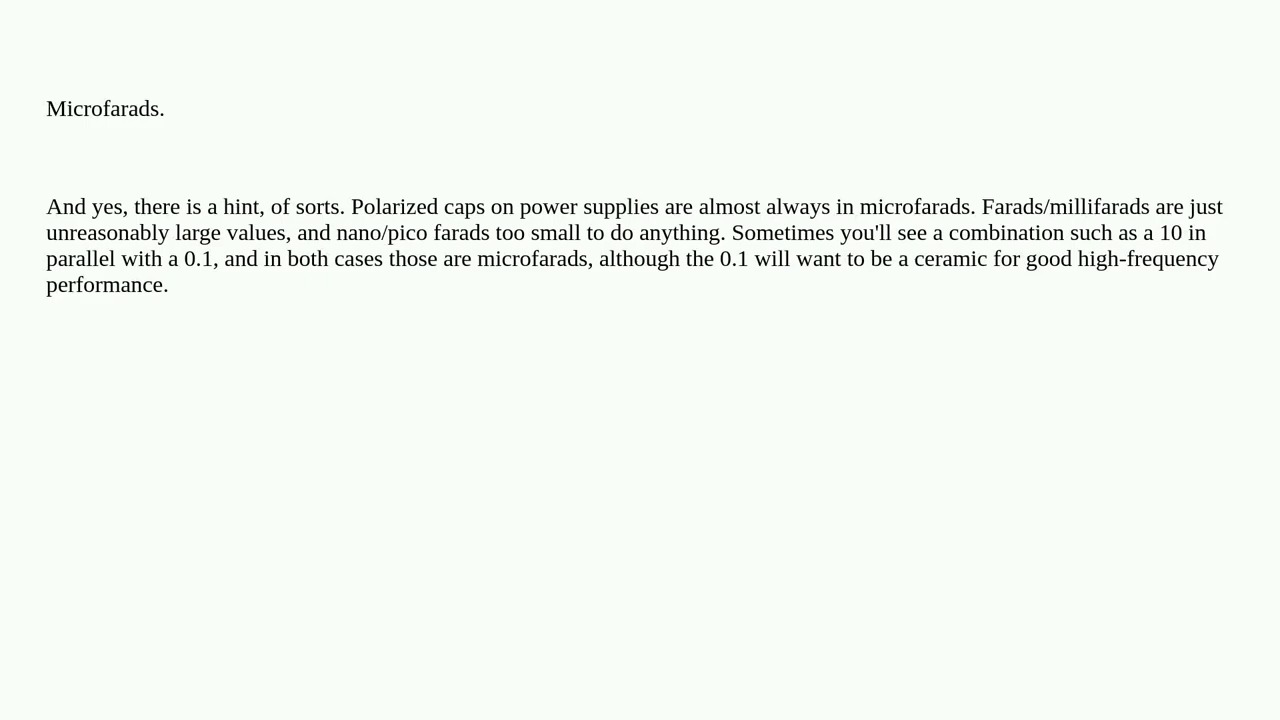 Microfarads.
And yes, there is a hint, of sorts. Polarized caps on power supplies are almost always in microfarads. Farads/millifarads are just
unreasonably large values, and nano/pico farads too small to do anything. Sometimes you'll see a combination such as a 10 in
parallel with a 0.1, and in both cases those are microfarads, although the 0.1 will want to be a ceramic for good high-frequency
performance.